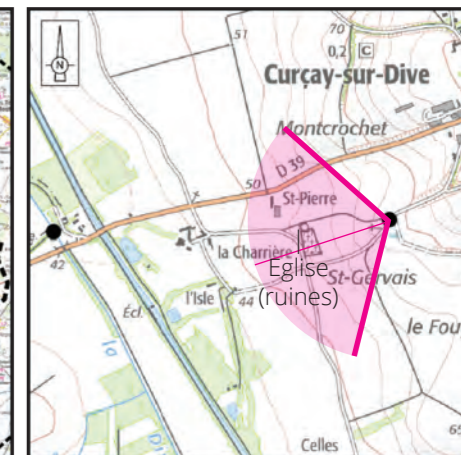 N
51
70
0,2 C
Curçay-sur-Dive
Montcrochet
D 39
50
St-Pierre
la Charrière
Eglise
(ruines)
St-Gervais
42
l'Isle
44
Écl.
le Fou
la
Celles
65